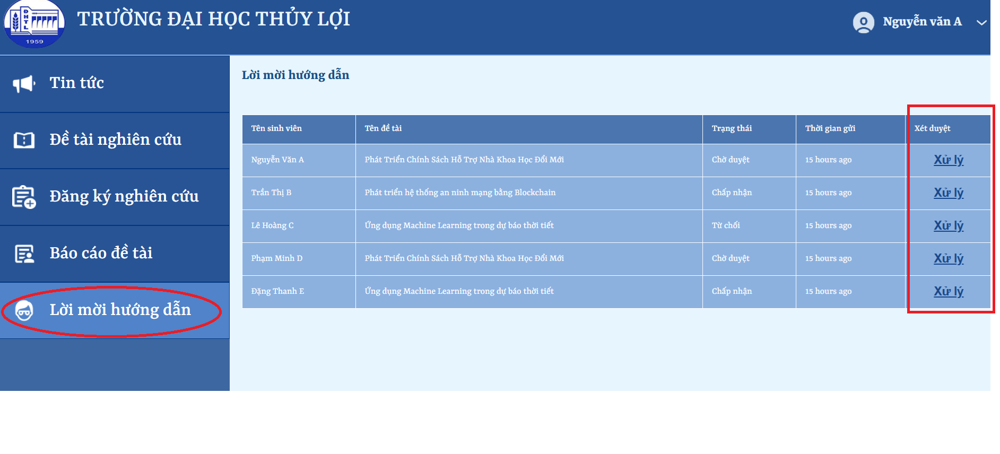 ĐHTL
1959
TRƯỜNG ĐẠI HỌC THỦY LỢI
Nguyễn văn A
Tin tức
Đề tài nghiên cứu
Đăng ký nghiên cứu
Báo cáo đề tài
Lời mời hướng dẫn
Lời mời hướng dẫn
Tên sinh viên Tên đề tài Trạng thái Thời gian gửi Xét duyệt
Nguyễn Văn A Phát Triển Chính Sách Hỗ Trợ Nhà Khoa Học Đổi Mới Chờ duyệt 15 hours ago Xử lý
Trần Thị B Phát triển hệ thống an ninh mạng bằng Blockchain Chấp nhận 15 hours ago Xử lý
Lê Hoàng C Ứng dụng Machine Learning trong dự báo thời tiết Từ chối 15 hours ago Xử lý
Phạm Minh D Phát Triển Chính Sách Hỗ Trợ Nhà Khoa Học Đổi Mới Chờ duyệt 15 hours ago Xử lý
Đặng Thanh E Ứng dụng Machine Learning trong dự báo thời tiết Chấp nhận 15 hours ago Xử lý